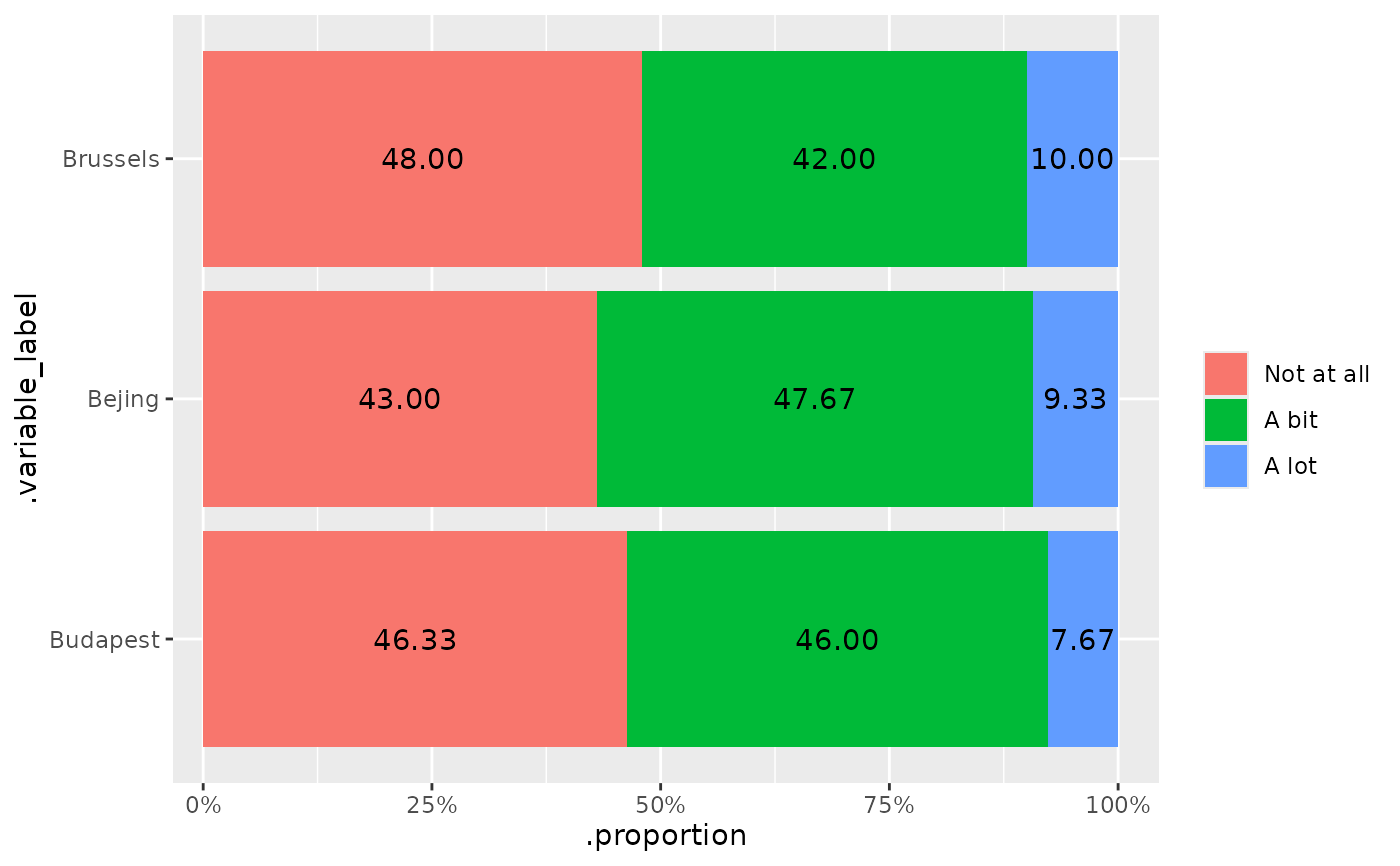 .variable_label
Brussels
48.00 42.00 10.00
Bejing
43.00 47.67 9.33
Budapest
46.33 46.00 7.67
0% 25% 50% 75% 100%
.proportion
Not at all
A bit
A lot